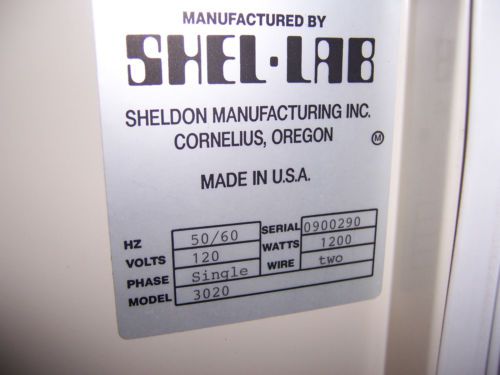 MANUFACTURED BY
SHEL·LAB
SHELDON MANUFACTURING INC.
CORNELIUS, OREGON
M
MADE IN U.S.A.
HZ 50/60 SERIAL 0900290
VOLTS 120 WATTS 1200
PHASE Single WIRE two
MODEL 3020